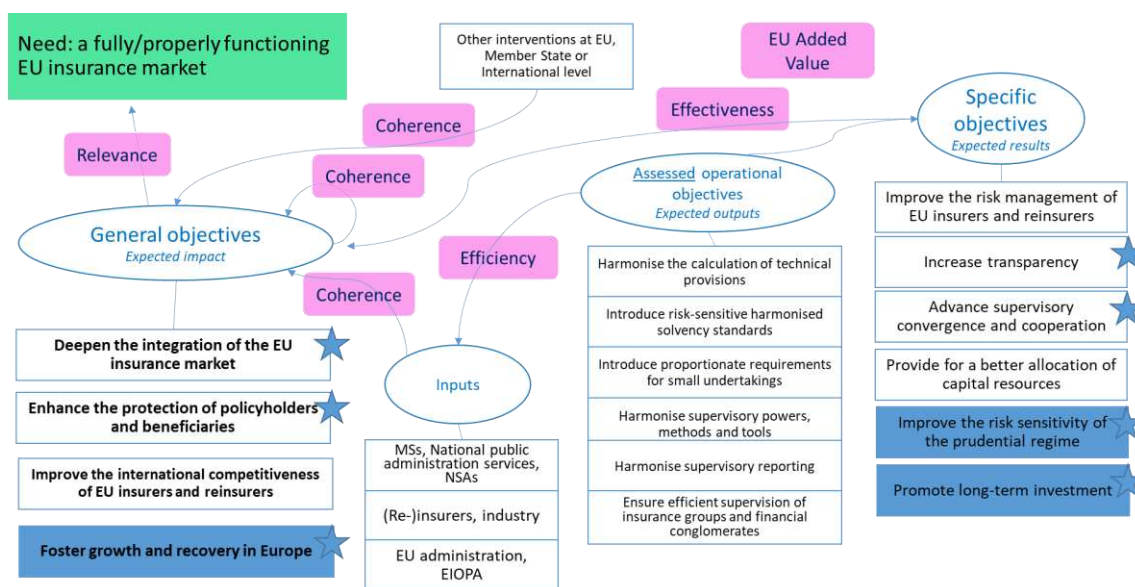 Need: a fully/properly functioning
EU insurance market
Other interventions at EU,
Member State or
International level
EU Added
Value
Relevance
Coherence
Coherence
Effectiveness
Specific
objectives
Expected results
Assessed operational
objectives
Expected outputs
General objectives
Expected impact
Coherence
Efficiency
Inputs
Deepen the integration of the EU
insurance market
Enhance the protection of policyholders
and beneficiaries
Improve the international competitiveness
of EU insurers and reinsurers
Foster growth and recovery in Europe
MSs, National public
administration services,
NSAs
(Re-)insurers, industry
EU administration,
EIOPA
Harmonise the calculation of technical
provisions
Introduce risk-sensitive harmonised
solvency standards
Introduce proportionate requirements
for small undertakings
Harmonise supervisory powers,
methods and tools
Harmonise supervisory reporting
Ensure efficient supervision of
insurance groups and financial
conglomerates
Improve the risk management of
EU insurers and reinsurers
Increase transparency
Advance supervisory
convergence and cooperation
Provide for a better allocation of
capital resources
Improve the risk sensitivity of
the prudential regime
Promote long-term investment